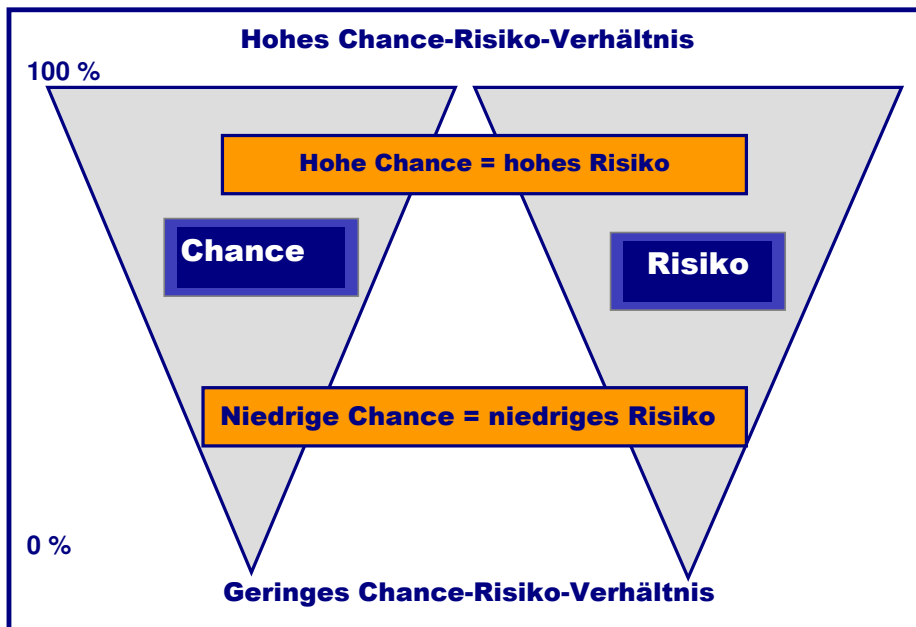 Hohes Chance-Risiko-Verhältnis
100 %
Hohe Chance = hohes Risiko
Chance
Risiko
Niedrige Chance = niedriges Risiko
0 %
Geringes Chance-Risiko-Verhältnis